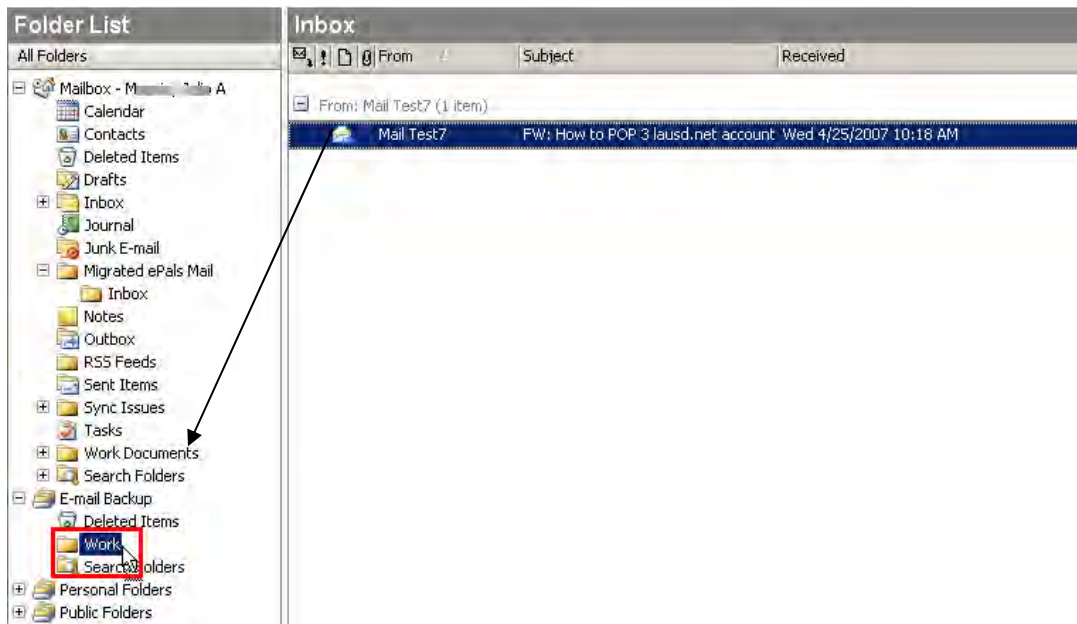 Folder List
All Folders
Mailbox - M A
Calendar
Contacts
Deleted Items
Drafts
Inbox
Journal
Junk E-mail
Migrated ePals Mail
Inbox
Notes
Outbox
RSS Feeds
Sent Items
Sync Issues
Tasks
Work Documents
Search Folders
E-mail Backup
Deleted Items
Work
Search Folders
Personal Folders
Public Folders
Inbox
From Subject Received
From: Mail Test7 (1 item)
Mail Test7 FW: How to POP 3 lausd.net account Wed 4/25/2007 10:18 AM